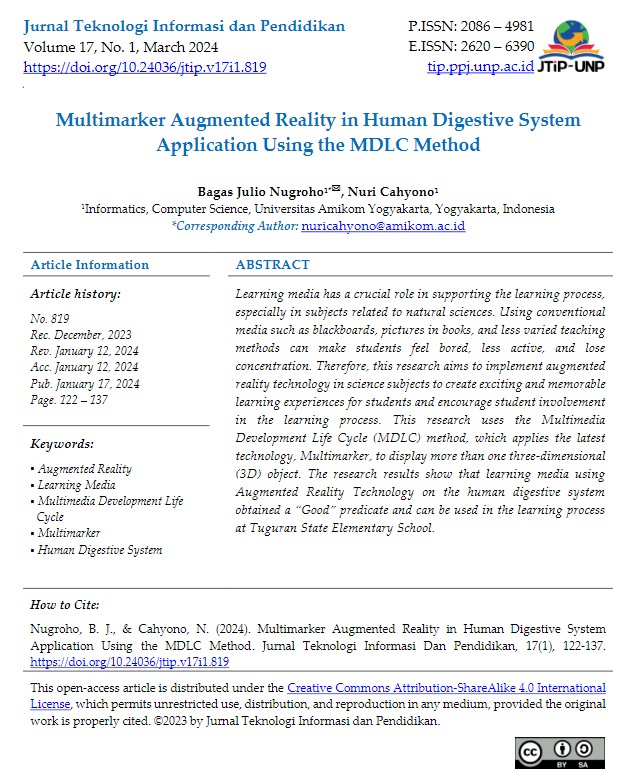 Jurnal Teknologi Informasi dan Pendidikan
Volume 17, No. 1, March 2024
https://doi.org/10.24036/jtip.v17i1.819
P.ISSN: 2086 – 4981
E.ISSN: 2620 – 6390
tip.ppj.unp.ac.id
JTiP-UNP
Multimarker Augmented Reality in Human Digestive System
Application Using the MDLC Method
Bagas Julio Nugroho¹*✉, Nuri Cahyono¹
¹Informatics, Computer Science, Universitas Amikom Yogyakarta, Yogyakarta, Indonesia
*Corresponding Author: nuricahyono@amikom.ac.id
Article Information
Article history:
No. 819
Rec. December, 2023
Rev. January 12, 2024
Acc. January 12, 2024
Pub. January 17, 2024
Page. 122 – 137
Keywords:
▪ Augmented Reality
▪ Learning Media
▪ Multimedia Development Life
Cycle
▪ Multimarker
▪ Human Digestive System
ABSTRACT
Learning media has a crucial role in supporting the learning process,
especially in subjects related to natural sciences. Using conventional
media such as blackboards, pictures in books, and less varied teaching
methods can make students feel bored, less active, and lose
concentration. Therefore, this research aims to implement augmented
reality technology in science subjects to create exciting and memorable
learning experiences for students and encourage student involvement
in the learning process. This research uses the Multimedia
Development Life Cycle (MDLC) method, which applies the latest
technology, Multimarker, to display more than one three-dimensional
(3D) object. The research results show that learning media using
Augmented Reality Technology on the human digestive system
obtained a “Good” predicate and can be used in the learning process
at Tuguran State Elementary School.
How to Cite:
Nugroho, B. J., & Cahyono, N. (2024). Multimarker Augmented Reality in Human Digestive System
Application Using the MDLC Method. Jurnal Teknologi Informasi Dan Pendidikan, 17(1), 122-137.
https://doi.org/10.24036/jtip.v17i1.819
This open-access article is distributed under the Creative Commons Attribution-ShareAlike 4.0 International
License, which permits unrestricted use, distribution, and reproduction in any medium, provided the original
work is properly cited. ©2023 by Jurnal Teknologi Informasi dan Pendidikan.
cc
BY SA